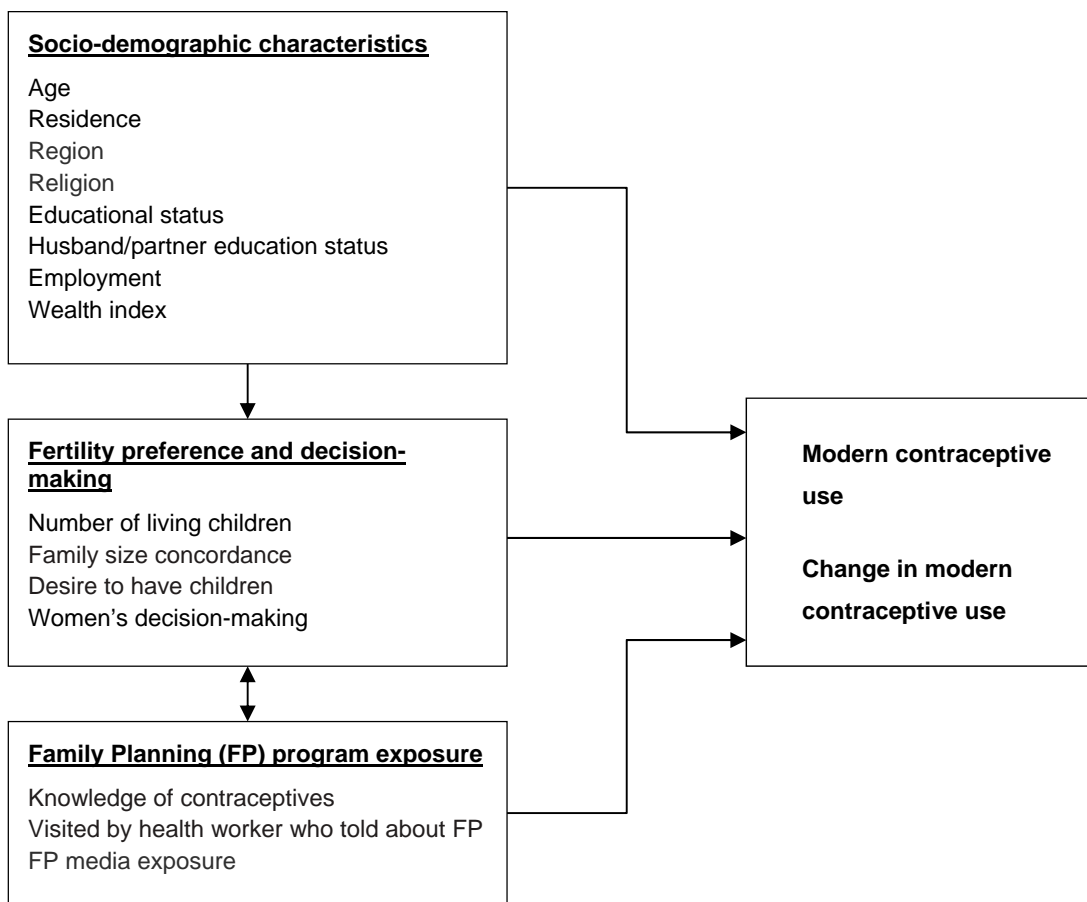 Socio-demographic characteristics
Age
Residence
Region
Religion
Educational status
Husband/partner education status
Employment
Wealth index
Fertility preference and decision-
making
Number of living children
Family size concordance
Desire to have children
Women's decision-making
Family Planning (FP) program exposure
Knowledge of contraceptives
Visited by health worker who told about FP
FP media exposure
Modern contraceptive
use
Change in modern
contraceptive use